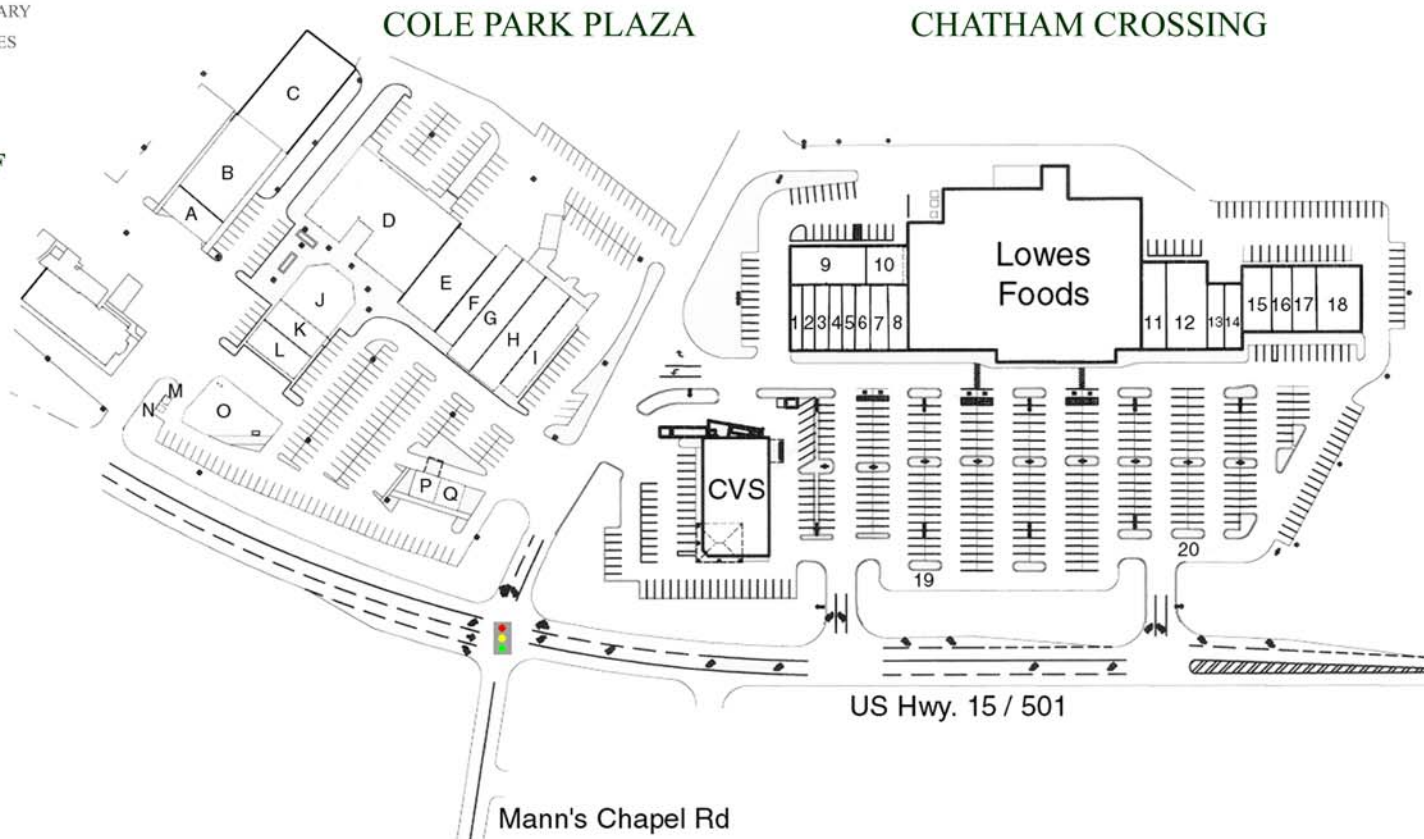 COLE PARK PLAZA
CHATHAM CROSSING
C
B
A
D
E
F
G
H
I
J
K
L
M
N
O
P
Q
Lowes
Foods
9
10
1 2 3 4 5 6 7 8
11
12
13 14
15
16
17
18
CVS
19
20
US Hwy. 15 / 501
Mann's Chapel Rd